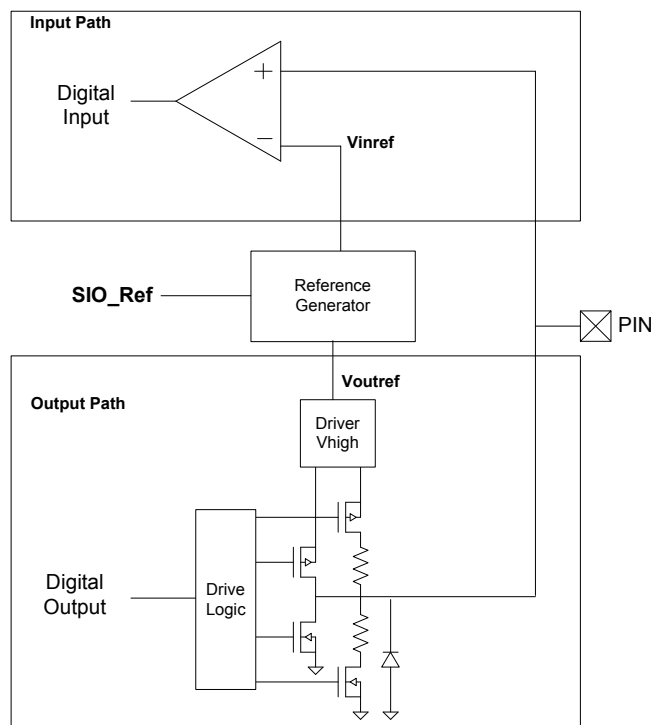 Input Path
Digital
Input
+
−
Vinref
SIO_Ref
Reference
Generator
PIN
Voutref
Output Path
Driver
Vhigh
Digital
Output
Drive
Logic